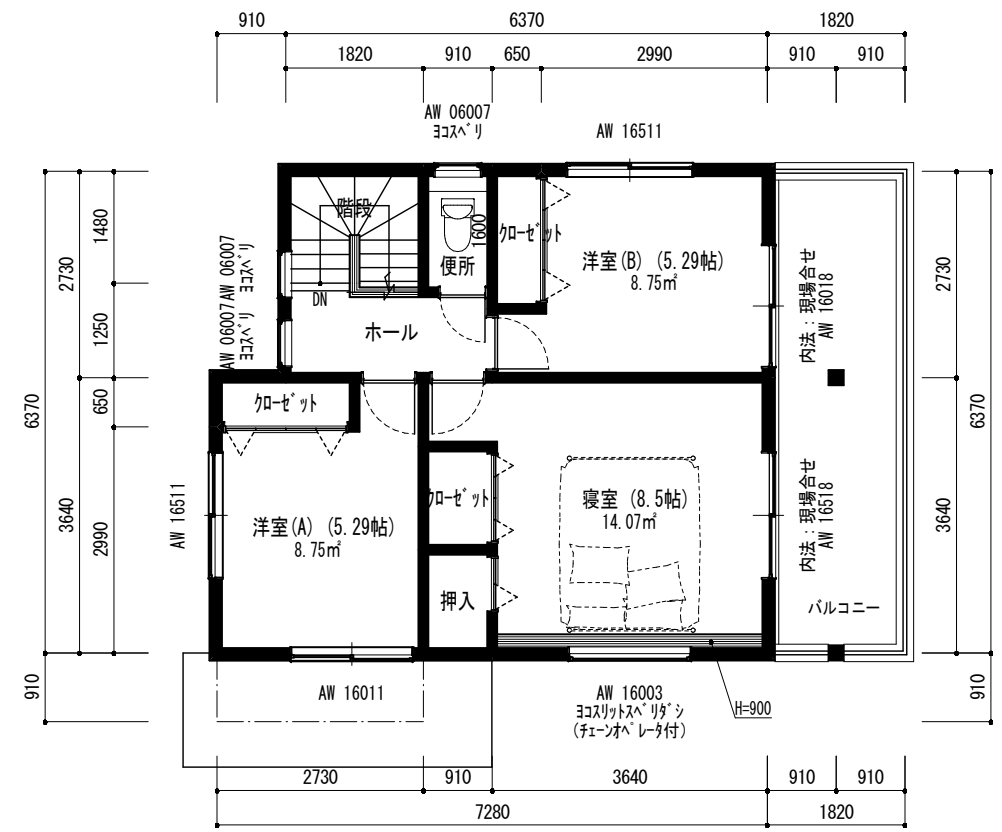 910
6370
1820
1820
910
650
2990
910
910
AW 06007
ヨコスベリ
AW 16511
階段
1600
クローゼット
便所
洋室(B) (5.29帖)
8.75㎡
DN
ホール
1480
2730
1250
650
6370
3640
2990
910
AW 06007
ヨコスベリ
AW 06007
ヨコスベリ
内法：現場合せ
AW 16018
2730
6370
3640
910
クローゼット
クローゼット
洋室(A) (5.29帖)
8.75㎡
寝室 (8.5帖)
14.07㎡
AW 16511
内法：現場合せ
AW 16518
押入
バルコニー
AW 16011
AW 16003
ヨコスリットスベリダシ
(チェーンオペレータ付)
H=900
2730
910
3640
910
910
7280
1820